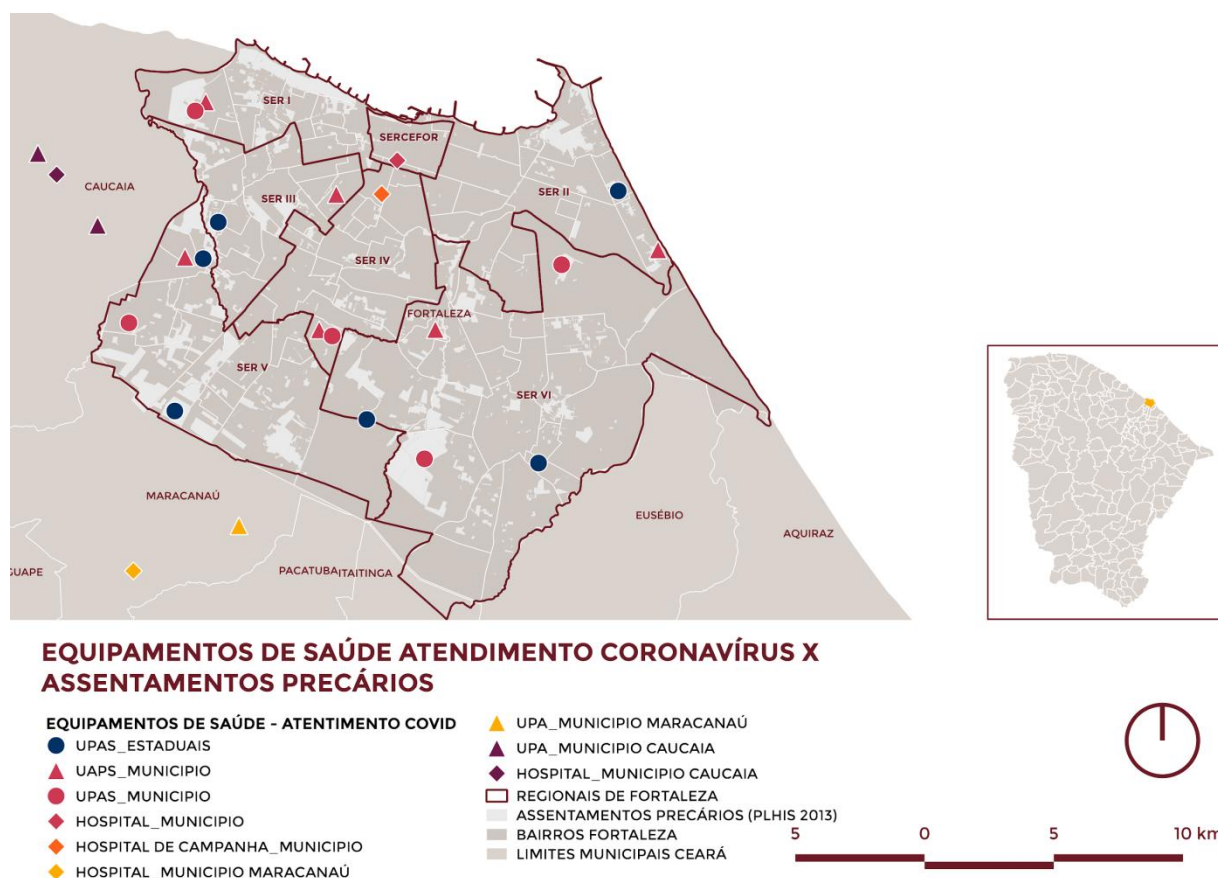 SER I
SERCEFOR
CAUCAIA
SER III
SER II
SER IV
FORTALEZA
SER V
SER VI
MARACANAÚ
EUSÉBIO
AQUIRAZ
GUAPE
PACATUBA
ITAITINGA
EQUIPAMENTOS DE SAÚDE ATENDIMENTO CORONAVÍRUS X
ASSENTAMENTOS PRECÁRIOS
EQUIPAMENTOS DE SAÚDE - ATENTIMENTO COVID
UPAS_ESTADUAIS
UAPS_MUNICIPIO
UPAS_MUNICIPIO
HOSPITAL_MUNICIPIO
HOSPITAL DE CAMPANHA_MUNICIPIO
HOSPITAL_MUNICIPIO MARACANAÚ
UPA_MUNICIPIO MARACANAÚ
UPA_MUNICIPIO CAUCAIA
HOSPITAL_MUNICIPIO CAUCAIA
REGIONAIS DE FORTALEZA
ASSENTAMENTOS PRECÁRIOS (PLHIS 2013)
BAIRROS FORTALEZA
LIMITES MUNICIPAIS CEARÁ
5 0 5 10 km